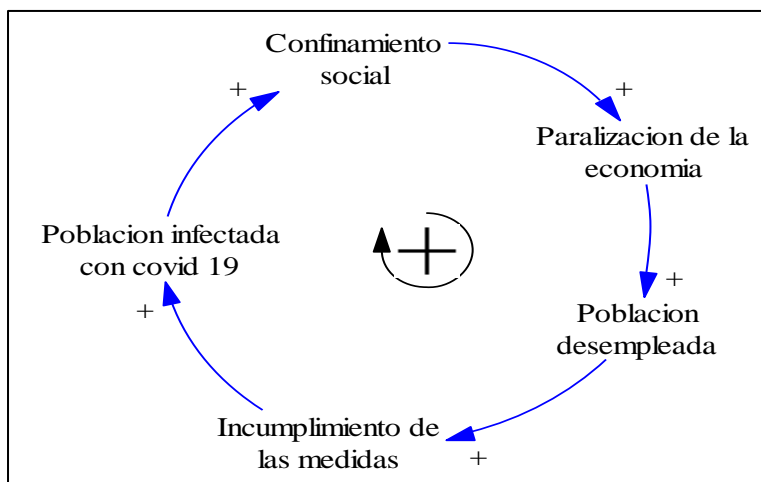 Confinamiento
social
+
+
Paralizacion de la
economia
Poblacion infectada
con covid 19
+
+
+
Poblacion
desempleada
Incumplimiento de
las medidas
+